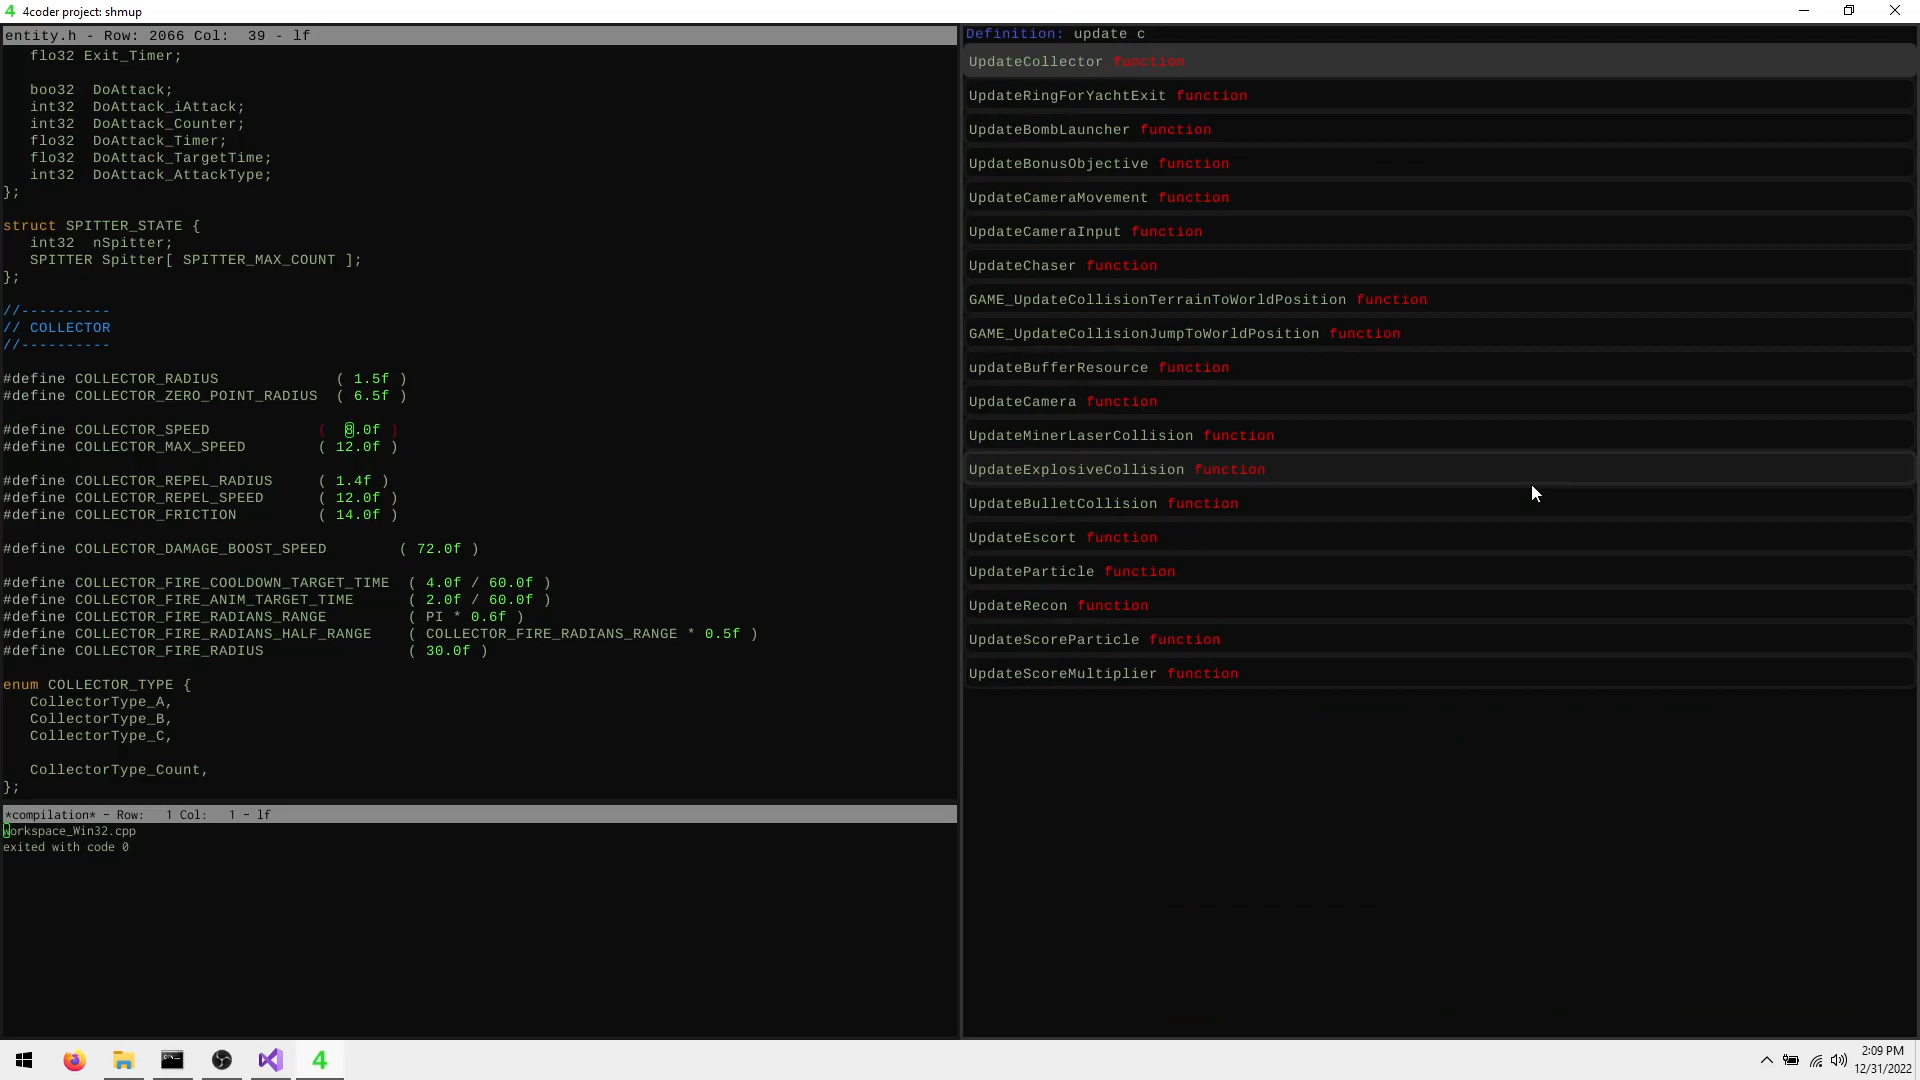 4 4coder project: shmup
entity.h - Row: 2066 Col:  39 - lf
   flo32 Exit_Timer;
   boo32  DoAttack;
   int32  DoAttack_iAttack;
   int32  DoAttack_Counter;
   flo32  DoAttack_Timer;
   flo32  DoAttack_TargetTime;
   int32  DoAttack_AttackType;
};
struct SPITTER_STATE {
   int32  nSpitter;
   SPITTER Spitter[ SPITTER_MAX_COUNT ];
};
//----------
// COLLECTOR
//----------
#define COLLECTOR_RADIUS             ( 1.5f )
#define COLLECTOR_ZERO_POINT_RADIUS  ( 6.5f )
#define COLLECTOR_SPEED            (  8.0f )
#define COLLECTOR_MAX_SPEED        ( 12.0f )
#define COLLECTOR_REPEL_RADIUS     ( 1.4f )
#define COLLECTOR_REPEL_SPEED      ( 12.0f )
#define COLLECTOR_FRICTION         ( 14.0f )
#define COLLECTOR_DAMAGE_BOOST_SPEED        ( 72.0f )
#define COLLECTOR_FIRE_COOLDOWN_TARGET_TIME  ( 4.0f / 60.0f )
#define COLLECTOR_FIRE_ANIM_TARGET_TIME      ( 2.0f / 60.0f )
#define COLLECTOR_FIRE_RADIANS_RANGE         ( PI * 0.6f )
#define COLLECTOR_FIRE_RADIANS_HALF_RANGE    ( COLLECTOR_FIRE_RADIANS_RANGE * 0.5f )
#define COLLECTOR_FIRE_RADIUS                ( 30.0f )
enum COLLECTOR_TYPE {
   CollectorType_A,
   CollectorType_B,
   CollectorType_C,
   CollectorType_Count,
};
*compilation* - Row:   1 Col:   1 - lf
workspace_Win32.cpp
exited with code 0
Definition: update c
UpdateCollector function
UpdateRingForYachtExit function
UpdateBombLauncher function
UpdateBonusObjective function
UpdateCameraMovement function
UpdateCameraInput function
UpdateChaser function
GAME_UpdateCollisionTerrainToWorldPosition function
GAME_UpdateCollisionJumpToWorldPosition function
updateBufferResource function
UpdateCamera function
UpdateMinerLaserCollision function
UpdateExplosiveCollision function
UpdateBulletCollision function
UpdateEscort function
UpdateParticle function
UpdateRecon function
UpdateScoreParticle function
UpdateScoreMultiplier function
4
2:09 PM
12/31/2022